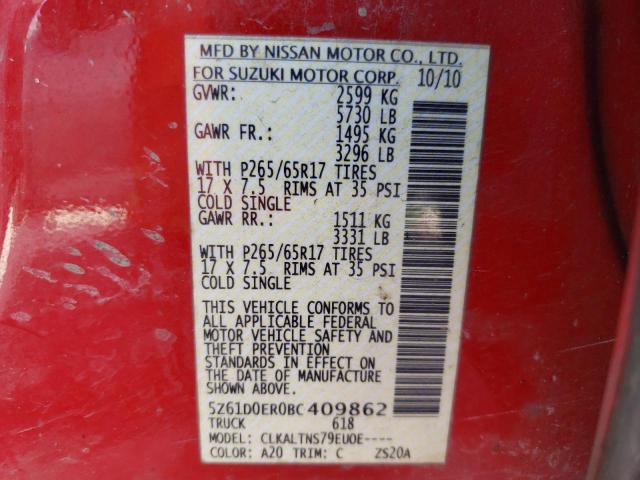 MFD BY NISSAN MOTOR CO., LTD.
FOR SUZUKI MOTOR CORP. 10/10
GVWR: 2599 KG
5730 LB
GAWR FR.: 1495 KG
3296 LB
WITH P265/65R17 TIRES
17 X 7.5 RIMS AT 35 PSI
COLD SINGLE
GAWR RR.: 1511 KG
3331 LB
WITH P265/65R17 TIRES
17 X 7.5 RIMS AT 35 PSI
COLD SINGLE
THIS VEHICLE CONFORMS TO
ALL APPLICABLE FEDERAL
MOTOR VEHICLE SAFETY AND
THEFT PREVENTION
STANDARDS IN EFFECT ON
THE DATE OF MANUFACTURE
SHOWN ABOVE.
5Z61D0ER0BC409862
TRUCK 618
MODEL: CLKALTNS79EUOE----
COLOR: A20 TRIM: C ZS20A